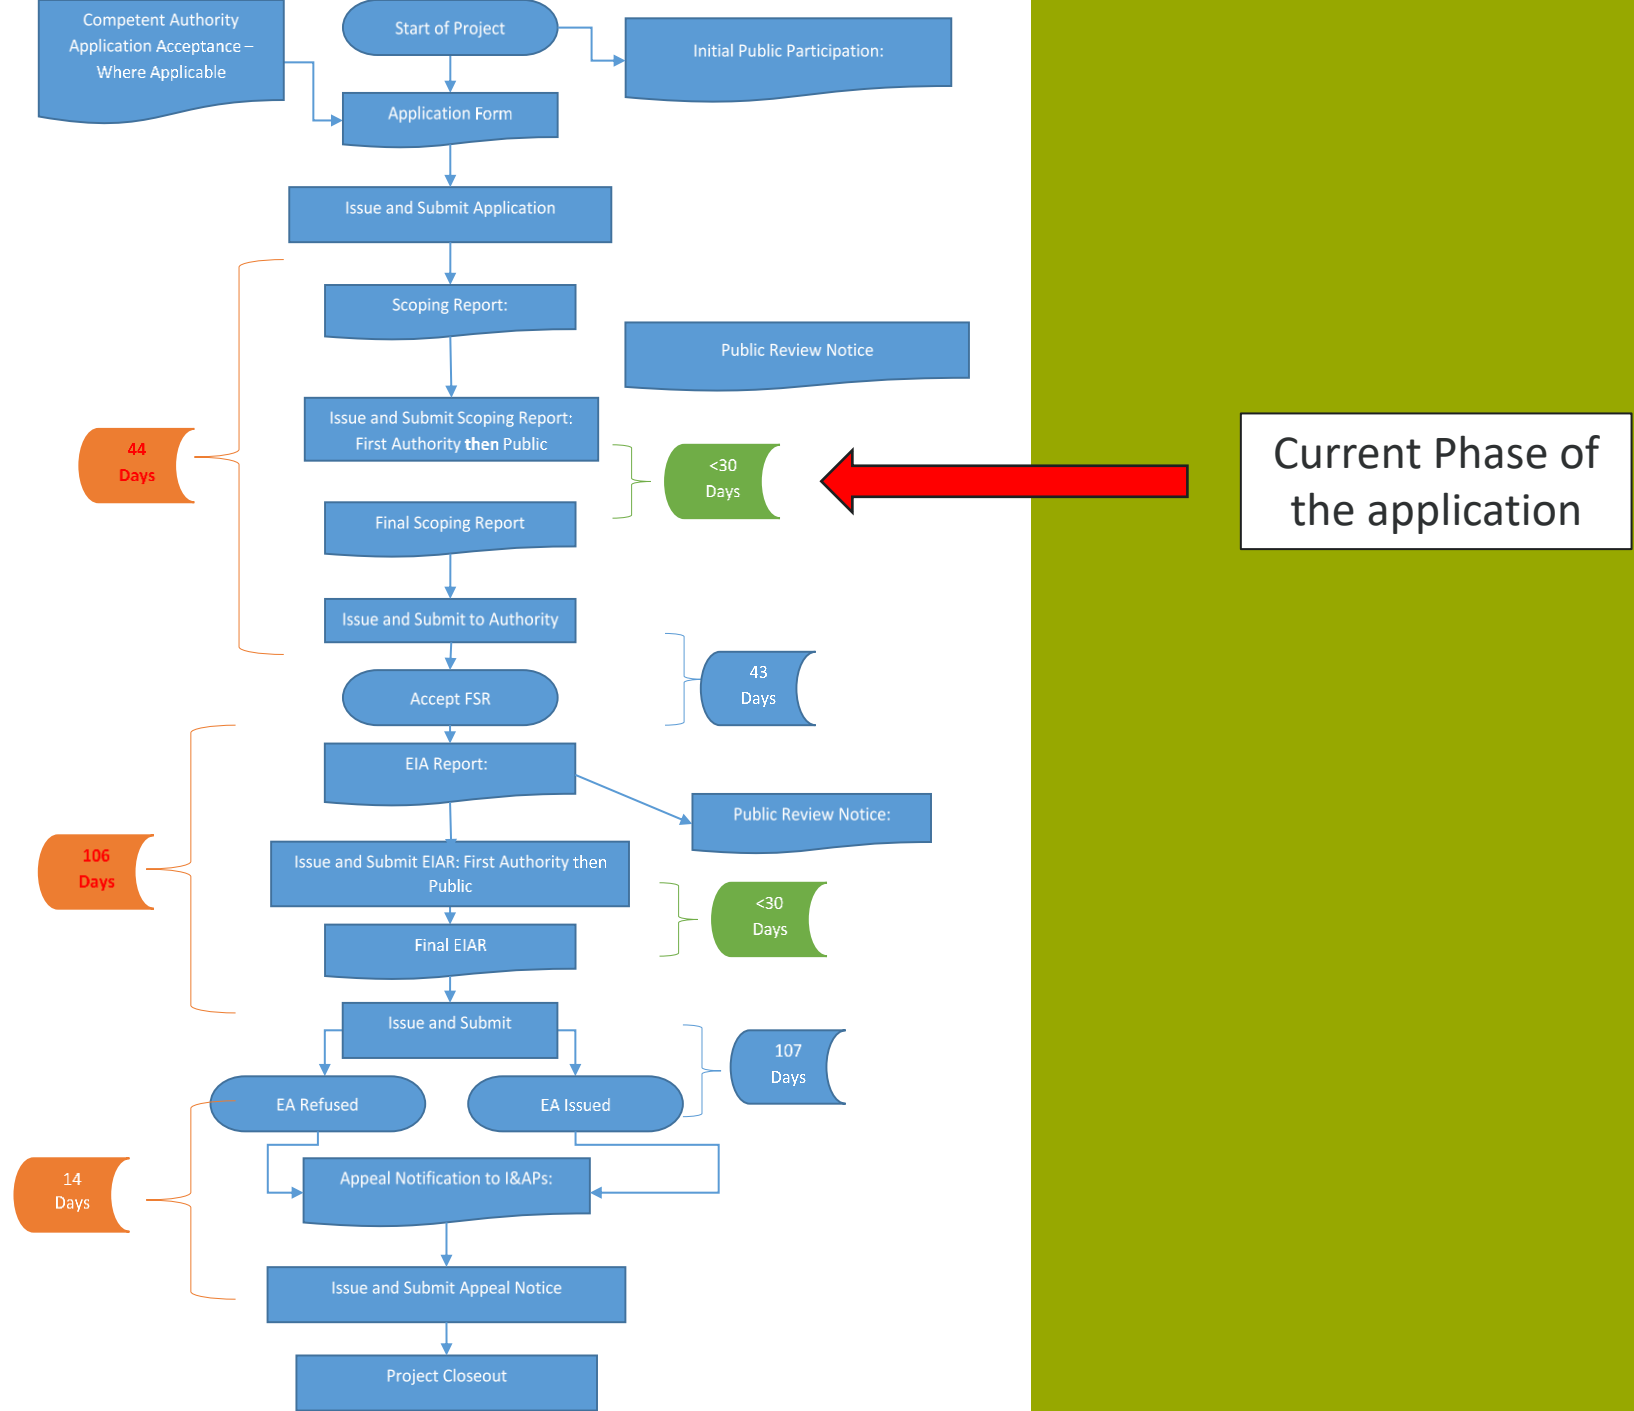 Competent Authority
Application Acceptance –
Where Applicable
Start of Project
Initial Public Participation:
Application Form
Issue and Submit Application
Scoping Report:
Public Review Notice
Issue and Submit Scoping Report:
First Authority then Public
44
Days
<30
Days
Current Phase of
the application
Final Scoping Report
Issue and Submit to Authority
43
Days
Accept FSR
EIA Report:
Public Review Notice:
106
Days
Issue and Submit EIAR: First Authority then
Public
<30
Days
Final EIAR
Issue and Submit
107
Days
EA Refused
EA Issued
14
Days
Appeal Notification to I&APs:
Issue and Submit Appeal Notice
Project Closeout